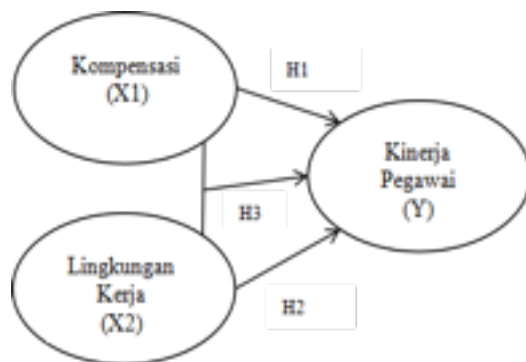 Kompensasi
(X1)
H1
Kinerja
Pegawai
(Y)
H3
Lingkungan
Kerja
(X2)
H2